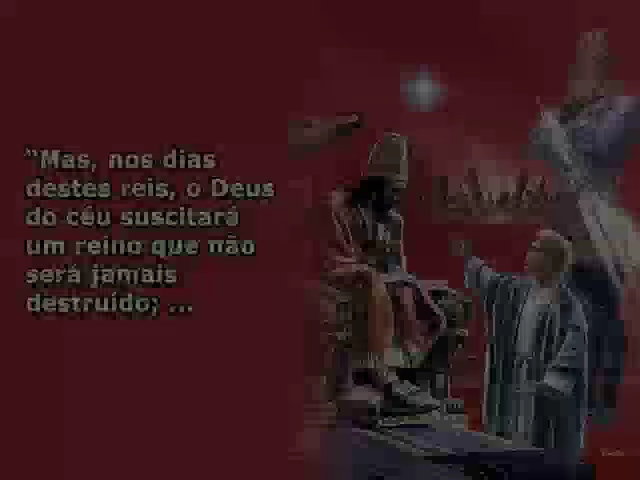 “Mas, nos dias
destes reis, o Deus
do céu suscitará
um reino que não
será jamais
destruído; ...